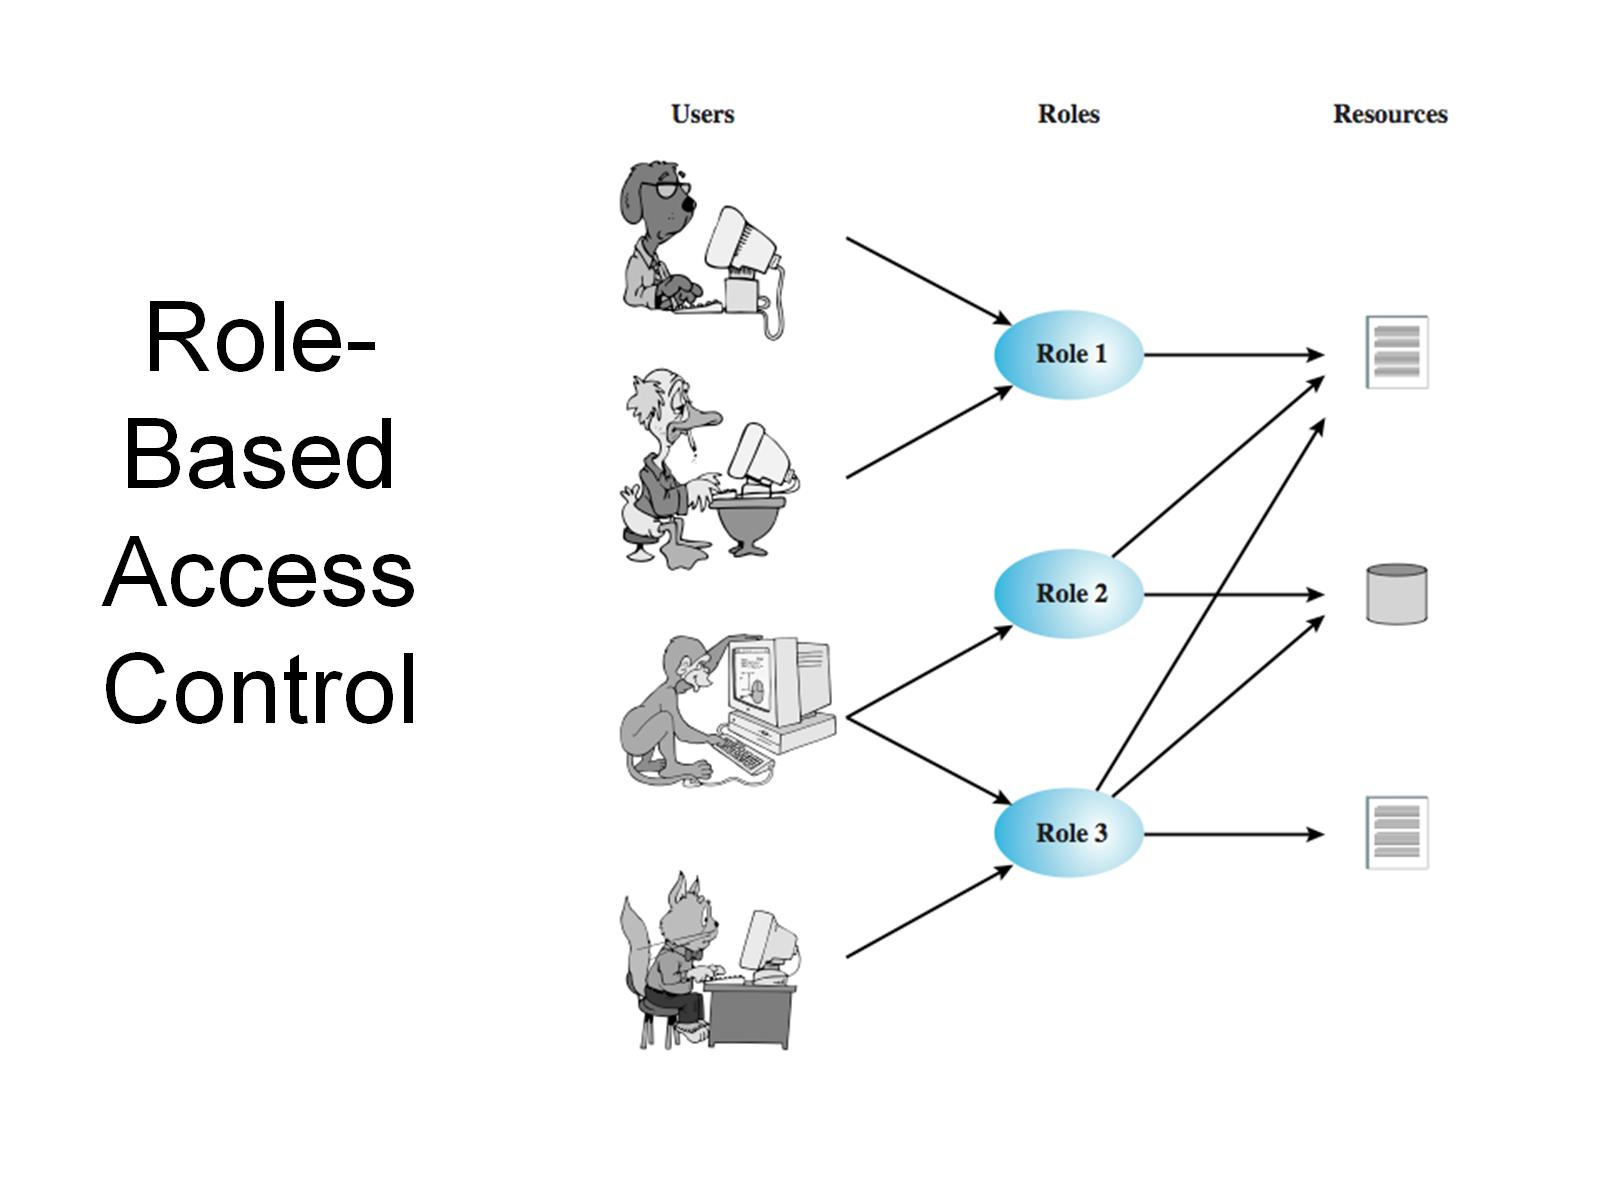 Role-
Based
Access
Control
Users
Roles
Resources
Role 1
Role 2
Role 3